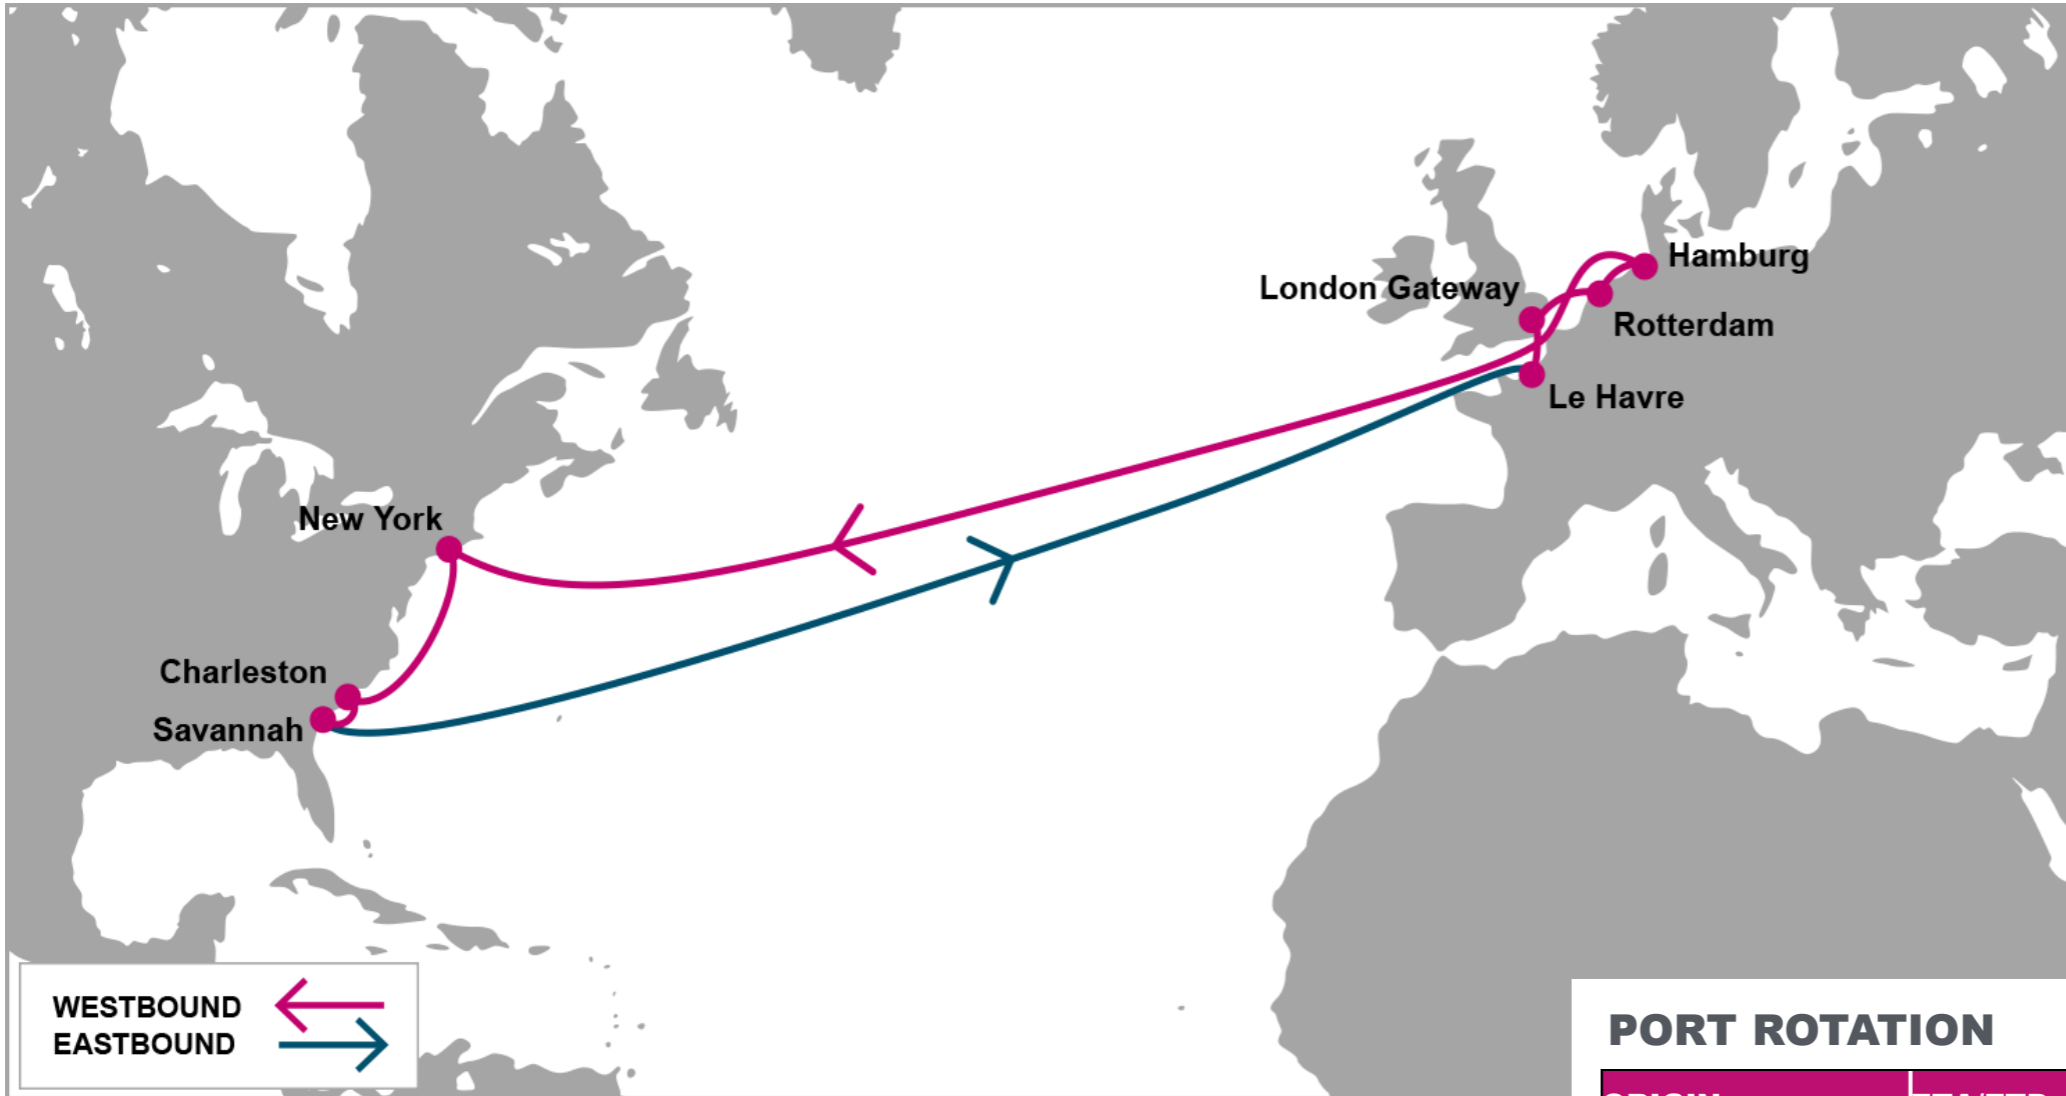 Hamburg
London Gateway
Rotterdam
Le Havre
New York
Charleston
Savannah
WESTBOUND
EASTBOUND
PORT ROTATION